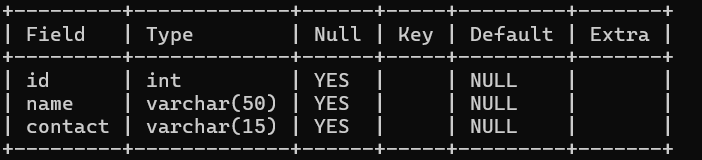 +---------+-------------+------+-----+---------+-------+
| Field   | Type        | Null | Key | Default | Extra |
+---------+-------------+------+-----+---------+-------+
| id      | int         | YES  |     | NULL    |       |
| name    | varchar(50) | YES  |     | NULL    |       |
| contact | varchar(15) | YES  |     | NULL    |       |
+---------+-------------+------+-----+---------+-------+